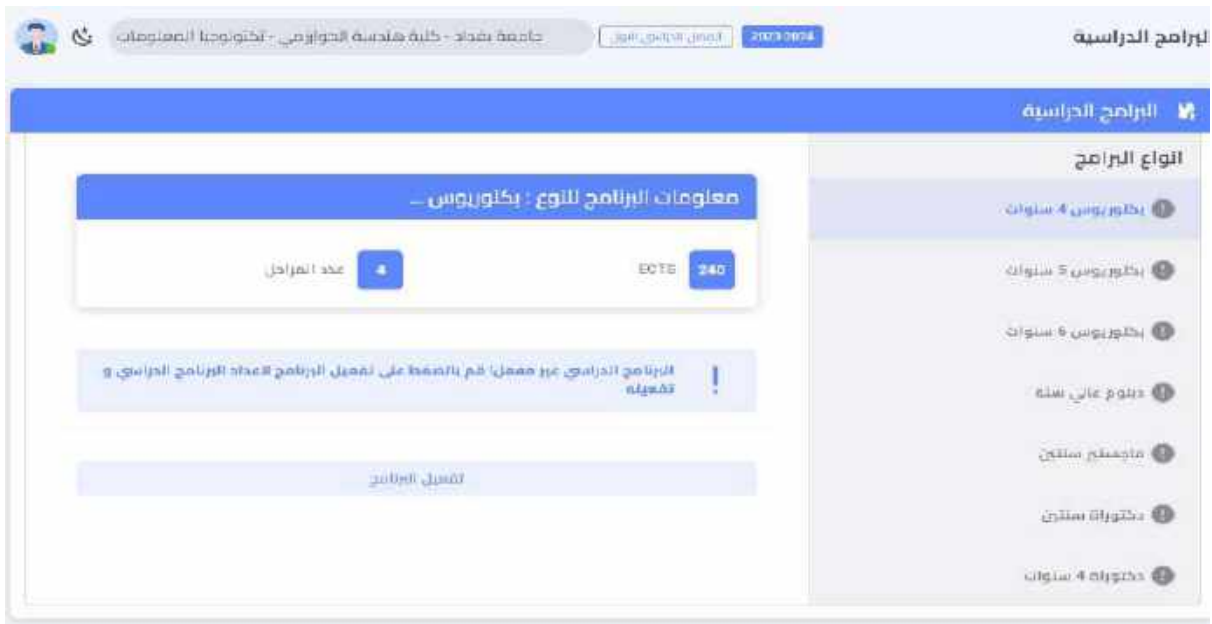 البرامج الدراسية
2023-2024
الفصل الدراسي الاول
جامعة بغداد - كلية هندسة الخوارزمي - تكنولوجيا المعلومات
البرامج الدراسية
انواع البرامج
بكلوريوس 4 سنوات
بكلوريوس 5 سنوات
بكلوريوس 6 سنوات
دبلوم عالي سنة
ماجستير سنتين
دكتوراة سنتين
دكتوراه 4 سنوات
معلومات البرنامج للنوع : بكلوريوس ...
240 ECTS
4 عدد المراحل
البرنامج الدراسي غير مفعل! قم بالضغط على تفعيل البرنامج لاعداد البرنامج الدراسي و
تفعيله
تفعيل البرنامج